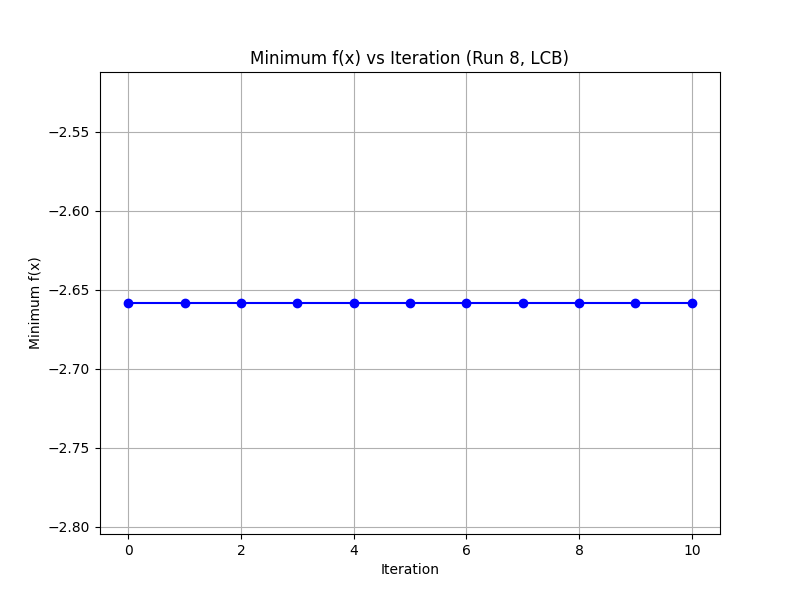 Minimum f(x) vs Iteration (Run 8, LCB)
Minimum f(x)
−2.55
−2.60
−2.65
−2.70
−2.75
−2.80
0 2 4 6 8 10
Iteration